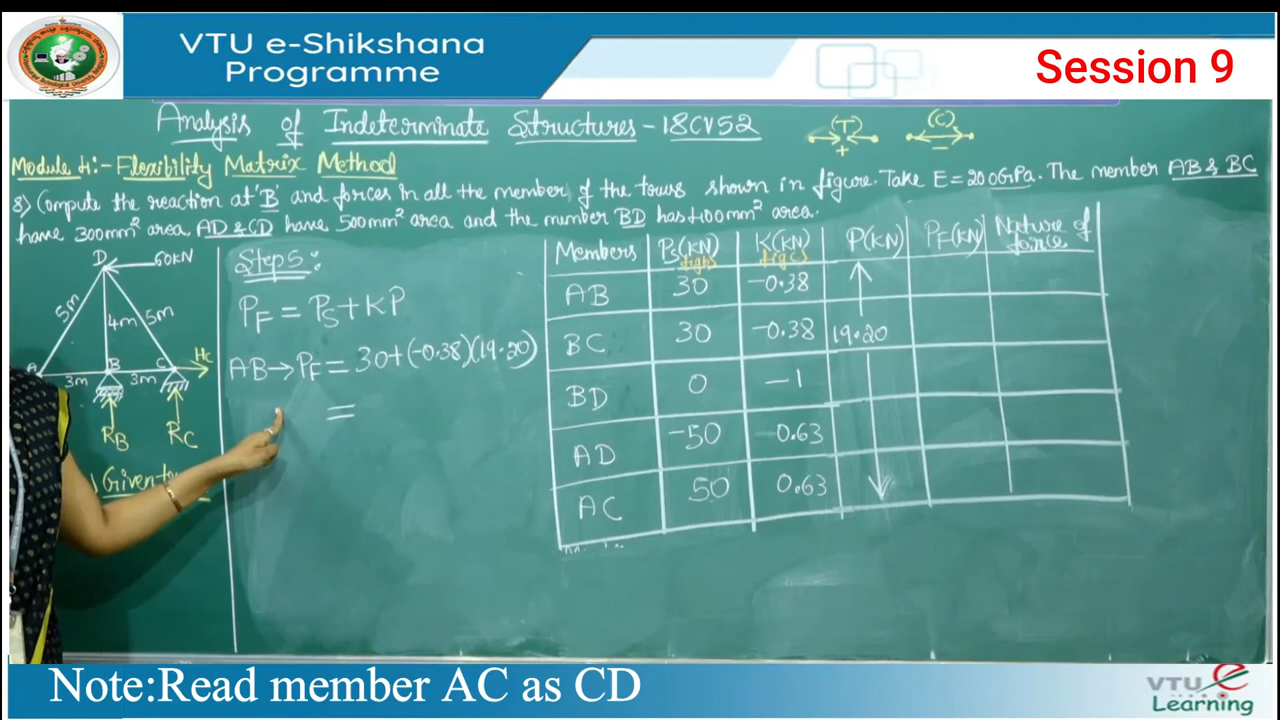 VTU e-Shikshana
Programme
Session 9
Analysis of Indeterminate Structures - 18CV52
(T)
+
(C)
-
Module 4:- Flexibility Matrix Method
8) Compute the reaction at 'B' and forces in all the member of the truss shown in figure. Take E = 200GPa. The member AB & BC
have 300mm² area, AD & CD have 500mm² area and the member BD has 400mm² area.
D
60KN
5m
4m
5m
A
B
C
Hc
3m
3m
RB
RC
Given
Step 5:
PF = PS + KP
AB → PF = 30 + (-0.38)(19.20)
=
Members PS(KN) K(KN) P(KN) PF(KN) Nature of force
AB 30 -0.38
BC 30 -0.38 19.20
BD 0 -1
AD -50 0.63
AC 50 0.63
Note:Read member AC as CD
VTU e
Learning